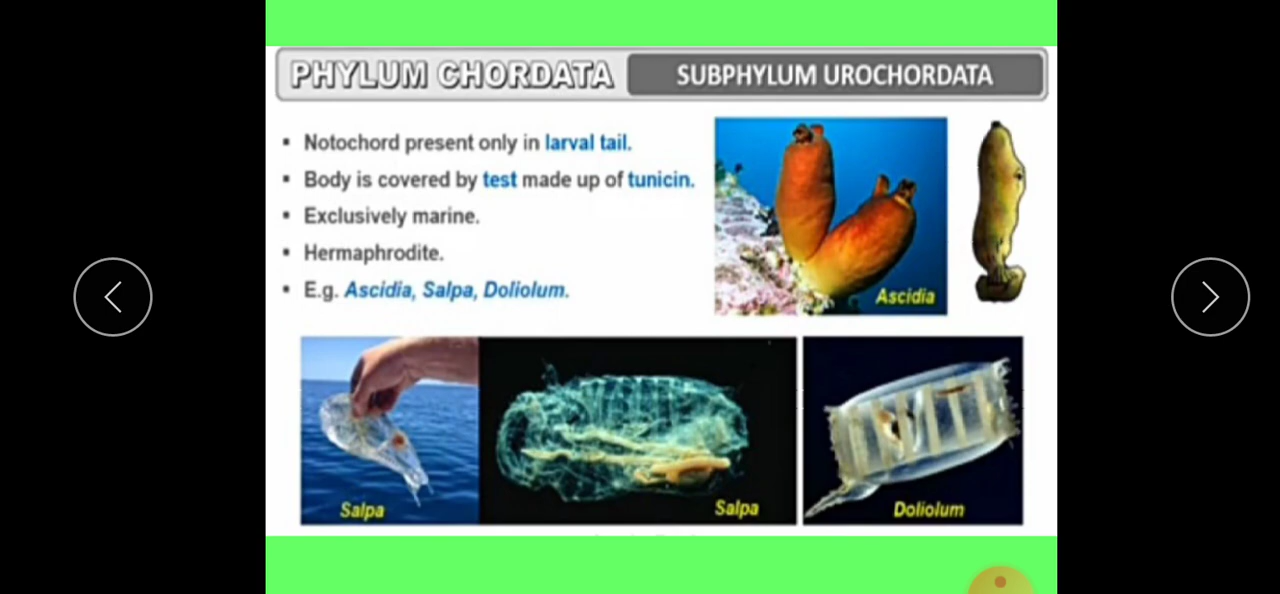 PHYLUM CHORDATA SUBPHYLUM UROCHORDATA
▪ Notochord present only in larval tail.
▪ Body is covered by test made up of tunicin.
▪ Exclusively marine.
▪ Hermaphrodite.
▪ E.g. Ascidia, Salpa, Doliolum.
Ascidia
Salpa
Salpa
Doliolum